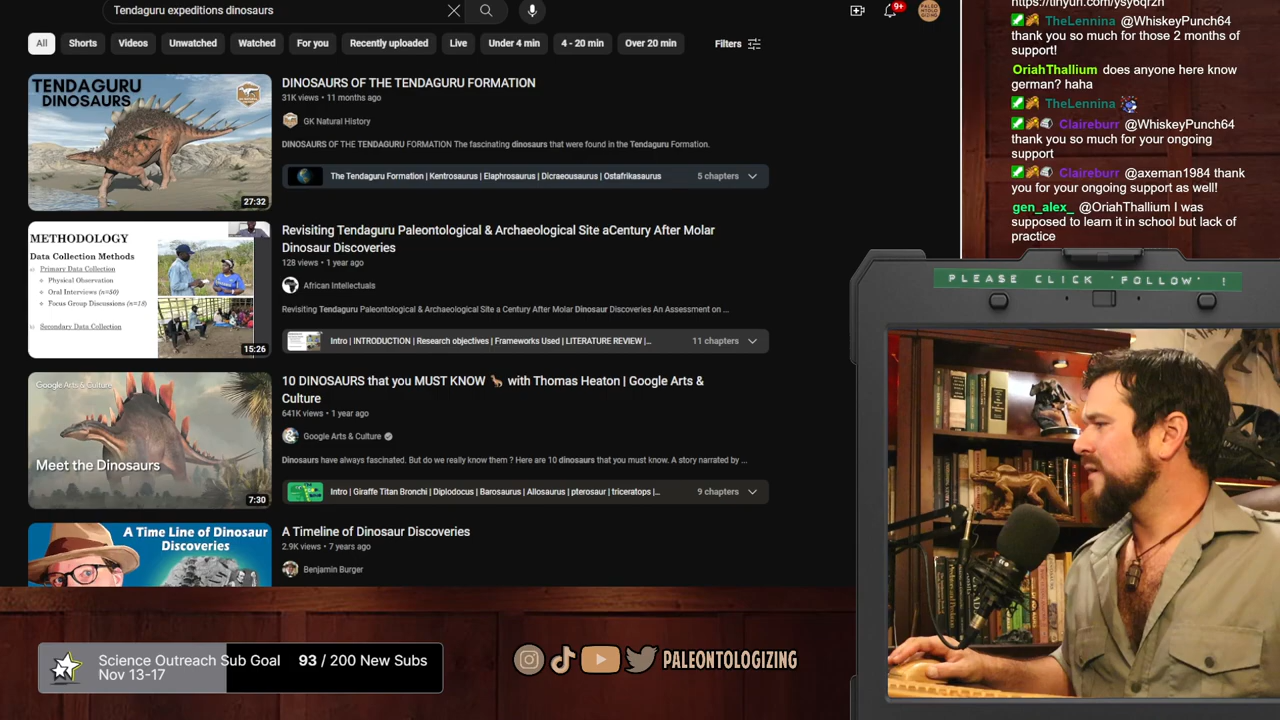 Tendaguru expeditions dinosaurs
9+
PALEO
NTOLO
GIZING
All
Shorts
Videos
Unwatched
Watched
For you
Recently uploaded
Live
Under 4 min
4 - 20 min
Over 20 min
Filters
TENDAGURU
DINOSAURS
27:32
DINOSAURS OF THE TENDAGURU FORMATION
31K views • 11 months ago
GK Natural History
DINOSAURS OF THE TENDAGURU FORMATION The fascinating dinosaurs that were found in the Tendaguru Formation.
The Tendaguru Formation | Kentrosaurus | Elaphrosaurus | Dicraeousaurus | Ostafrikasaurus
5 chapters
METHODOLOGY
Data Collection Methods
Primary Data Collection
Physical Observation
Oral Interviews (n=50)
Focus Group Discussions (n=18)
Secondary Data Collection
15:26
Revisiting Tendaguru Paleontological & Archaeological Site aCentury After Molar
Dinosaur Discoveries
128 views • 1 year ago
African Intellectuals
Revisiting Tendaguru Paleontological & Archaeological Site a Century After Molar Dinosaur Discoveries An Assessment on ...
Intro | INTRODUCTION | Research objectives | Frameworks Used | LITERATURE REVIEW |...
11 chapters
Google Arts & Culture
Meet the Dinosaurs
7:30
10 DINOSAURS that you MUST KNOW 🦕 with Thomas Heaton | Google Arts &
Culture
641K views • 1 year ago
Google Arts & Culture
Dinosaurs have always fascinated. But do we really know them ? Here are 10 dinosaurs that you must know. A story narrated by ...
Intro | Giraffe Titan Bronchi | Diplodocus | Barosaurus | Allosaurus | pterosaur | triceratops |...
9 chapters
A Time Line of Dinosaur
Discoveries
A Timeline of Dinosaur Discoveries
2.9K views • 7 years ago
Benjamin Burger
https://tinyurl.com/ysy6qrzh
TheLennina @WhiskeyPunch64
thank you so much for those 2 months of
support!
OriahThallium does anyone here know
german? haha
TheLennina
Claireburr @WhiskeyPunch64
thank you so much for your ongoing
support
Claireburr @axeman1984 thank
you for your ongoing support as well!
gen_alex_ @OriahThallium I was
supposed to learn it in school but lack of
practice
PLEASE CLICK 'FOLLOW' !
Science Outreach Sub Goal 93 / 200 New Subs
Nov 13-17
PALEONTOLOGIZING